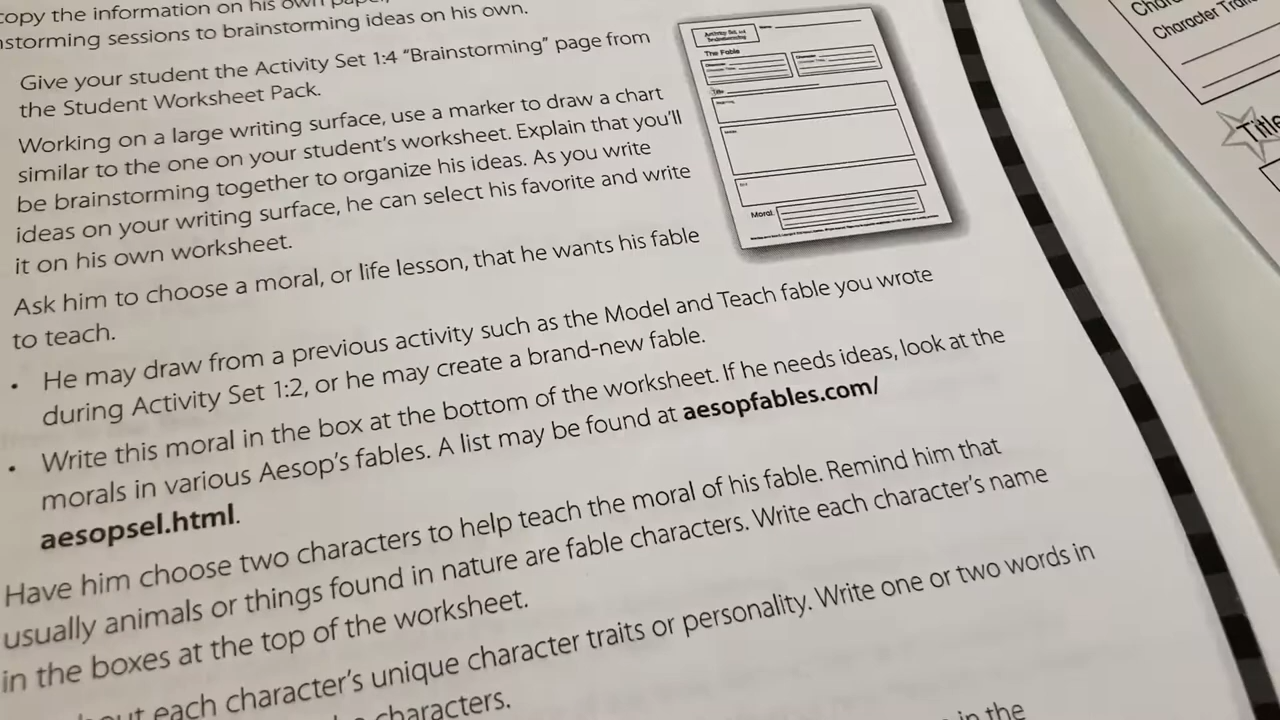 copy the information on his own paper,
storming sessions to brainstorming ideas on his own.
Give your student the Activity Set 1:4 “Brainstorming” page from
the Student Worksheet Pack.
Working on a large writing surface, use a marker to draw a chart
similar to the one on your student’s worksheet. Explain that you’ll
be brainstorming together to organize his ideas. As you write
ideas on your writing surface, he can select his favorite and write
it on his own worksheet.
Ask him to choose a moral, or life lesson, that he wants his fable
to teach.
• He may draw from a previous activity such as the Model and Teach fable you wrote
during Activity Set 1:2, or he may create a brand-new fable.
• Write this moral in the box at the bottom of the worksheet. If he needs ideas, look at the
morals in various Aesop’s fables. A list may be found at aesopfables.com/
aesopsel.html.
Have him choose two characters to help teach the moral of his fable. Remind him that
usually animals or things found in nature are fable characters. Write each character’s name
in the boxes at the top of the worksheet.
each character’s unique character traits or personality. Write one or two words in
characters.
in the
Activity Set 1:4
Brainstorming
The Fable
Title
Moral:
Character
Title